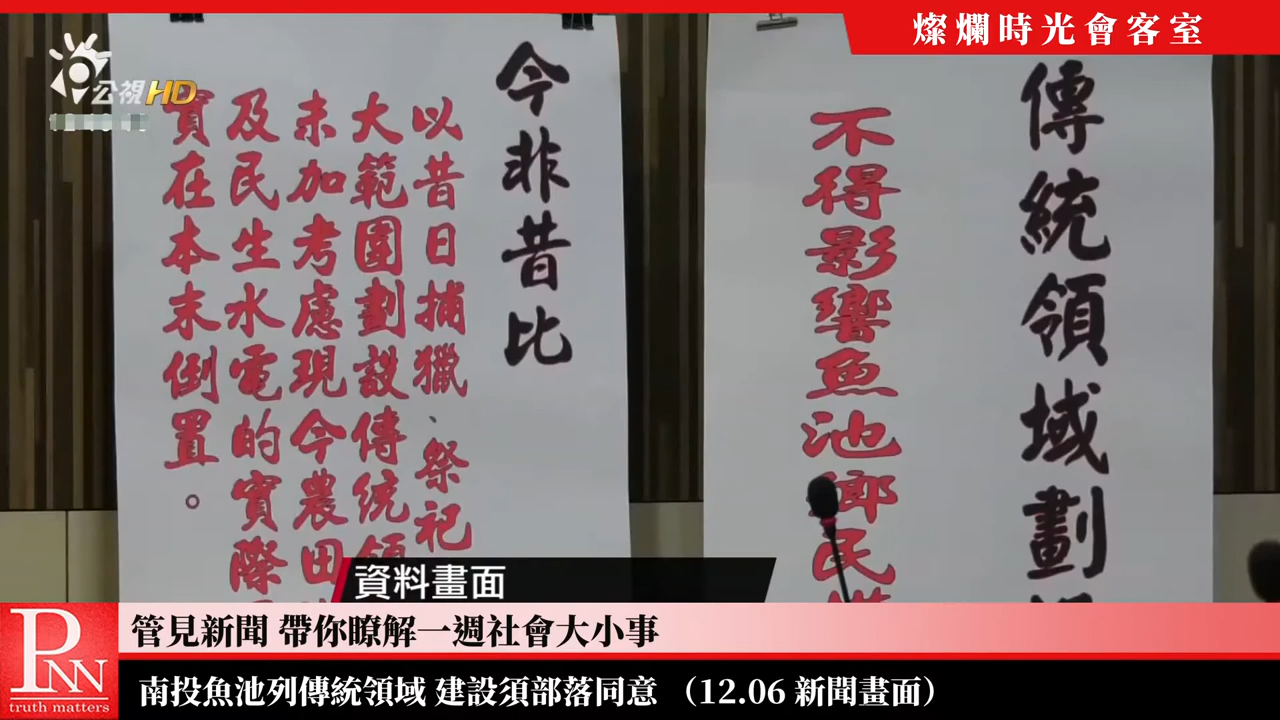 燦爛時光會客室
公視HD
傳統領域劃
不得影響魚池鄉民
今非昔比
以昔日捕獵、祭祀
大範圍劃設傳統領
未加考慮現今農田
及民生水電的實際
實在本末倒置。
資料畫面
管見新聞 帶你瞭解一週社會大小事
PNN
truth matters
南投魚池列傳統領域 建設須部落同意 （12.06 新聞畫面）